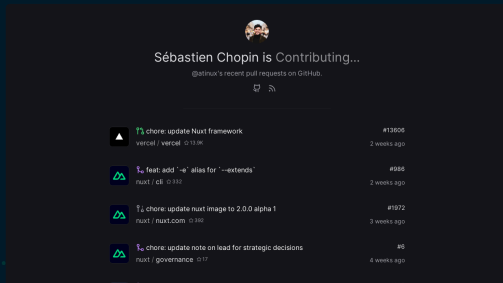 Sébastien Chopin is Contributing...
@atinux's recent pull requests on GitHub.
chore: update Nuxt framework #13606
vercel / vercel 13.9K 2 weeks ago
feat: add `-e` alias for `--extends` #986
nuxt / cli 332 2 weeks ago
chore: update nuxt image to 2.0.0 alpha 1 #1972
nuxt / nuxt.com 392 3 weeks ago
chore: update note on lead for strategic decisions #6
nuxt / governance 17 4 weeks ago